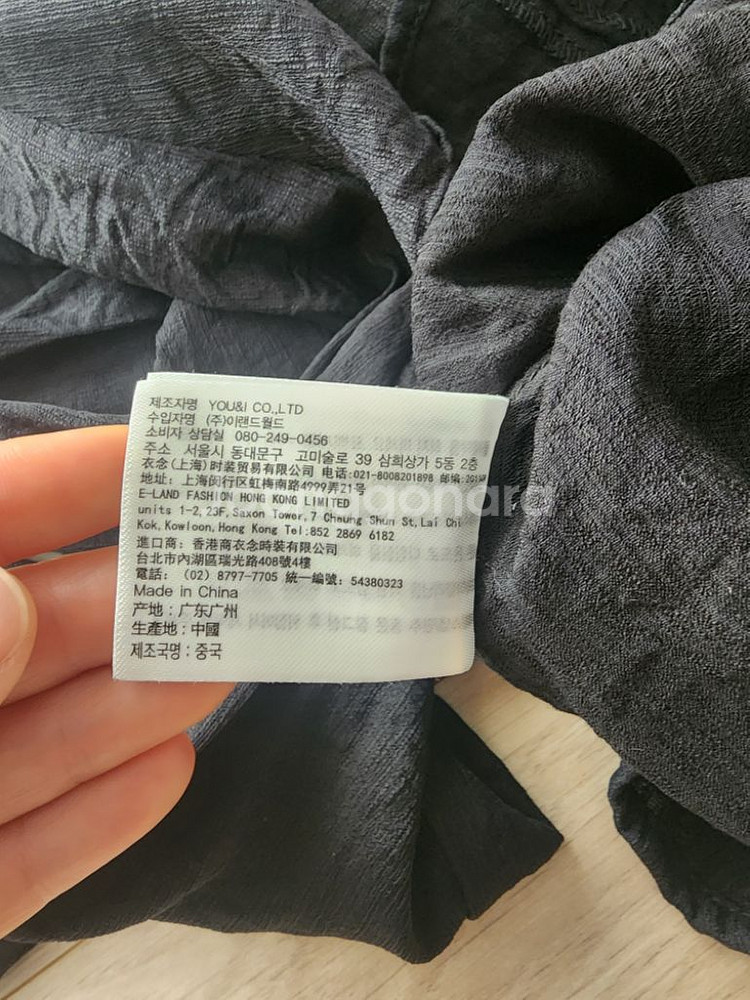 제조자명 YOU&I CO.,LTD
수입자명 (주)이랜드월드
소비자 상담실 080-249-0456
주소 서울시 동대문구 고미술로 39 삼희상가 5동 2층
衣念(上海)时装贸易有限公司 电话:021-8008201898 邮编:
地址: 上海闵行区虹梅南路4999弄21号
E-LAND FASHION HONG KONG LIMITED
units 1-2,23F,Saxon Tower,7 Cheung Shun St,Lai Chi
Kok,Kowloon,Hong Kong Tel:852 2869 6182
進口商: 香港商衣念時裝有限公司
台北市內湖區瑞光路408號4樓
電話: (02) 8797-7705 統一編號: 54380323
Made in China
产地: 广东广州
生產地: 中國
제조국명: 중국